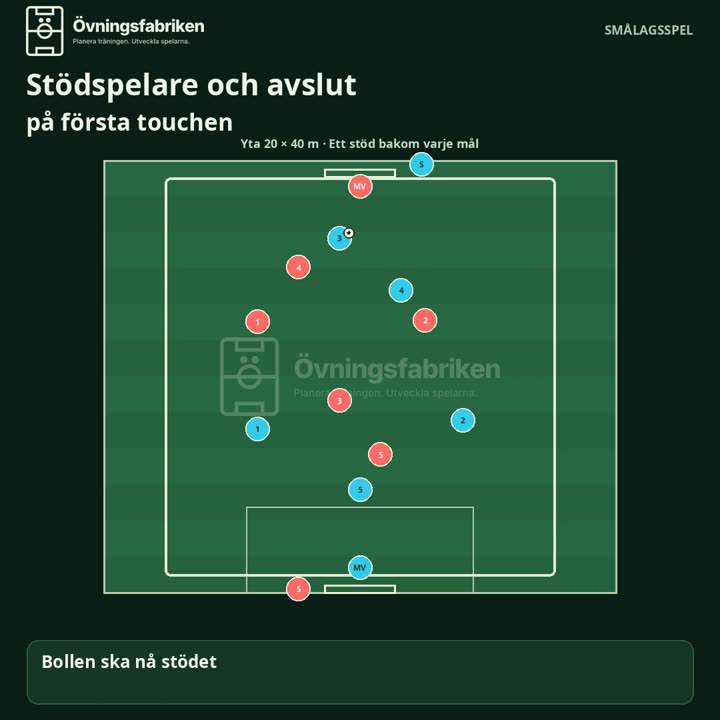 Övningsfabriken
Planera träningen. Utveckla spelarna.
SMÅLAGSSPEL
Stödspelare och avslut
på första touchen
Yta 20 × 40 m · Ett stöd bakom varje mål
S
MV
3
4
4
1
2
Övningsfabriken
Planera träningen. Utveckla spelarna.
3
1
2
5
5
MV
S
Bollen ska nå stödet